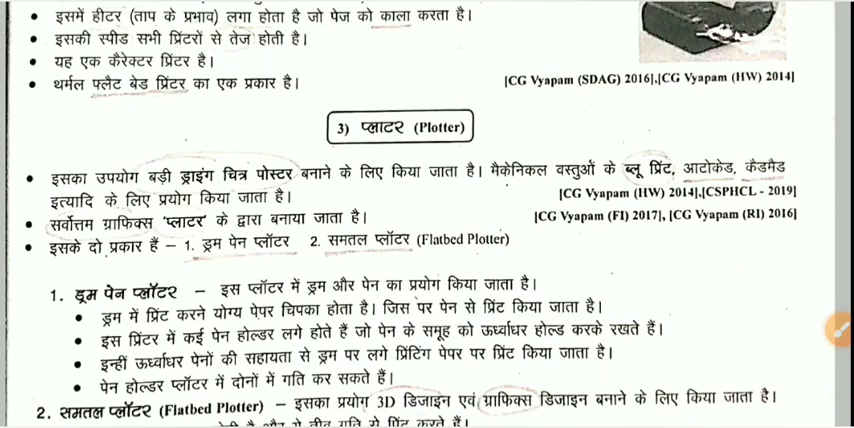 • इसमें हीटर (ताप के प्रभाव) लगा होता है जो पेज को काला करता है।
• इसकी स्पीड सभी प्रिंटरों से तेज होती है।
• यह एक कैरेक्टर प्रिंटर है।
• थर्मल फ्लैट बेड प्रिंटर का एक प्रकार है। [CG Vyapam (SDAG) 2016],[CG Vyapam (HW) 2014]
3) प्लाटर (Plotter)
• इसका उपयोग बड़ी ड्राइंग चित्र पोस्टर बनाने के लिए किया जाता है। मैकेनिकल वस्तुओं के ब्लू प्रिंट, आटोकेड, कैडमैड
इत्यादि के लिए प्रयोग किया जाता है। [CG Vyapam (HW) 2014],[CSPHCL - 2019]
• सर्वोत्तम ग्राफिक्स 'प्लाटर' के द्वारा बनाया जाता है। [CG Vyapam (FI) 2017], [CG Vyapam (RI) 2016]
• इसके दो प्रकार हैं – 1. ड्रम पेन प्लॉटर 2. समतल प्लॉटर (Flatbed Plotter)
1. ड्रम पेन प्लॉटर – इस प्लॉटर में ड्रम और पेन का प्रयोग किया जाता है।
• ड्रम में प्रिंट करने योग्य पेपर चिपका होता है। जिस पर पेन से प्रिंट किया जाता है।
• इस प्रिंटर में कई पेन होल्डर लगे होते हैं जो पेन के समूह को ऊर्ध्वाधर होल्ड करके रखते हैं।
• इन्हीं ऊर्ध्वाधर पेनों की सहायता से ड्रम पर लगे प्रिंटिंग पेपर पर प्रिंट किया जाता है।
• पेन होल्डर प्लॉटर में दोनों में गति कर सकते हैं।
2. समतल प्लॉटर (Flatbed Plotter) – इसका प्रयोग 3D डिजाइन एवं ग्राफिक्स डिजाइन बनाने के लिए किया जाता है।